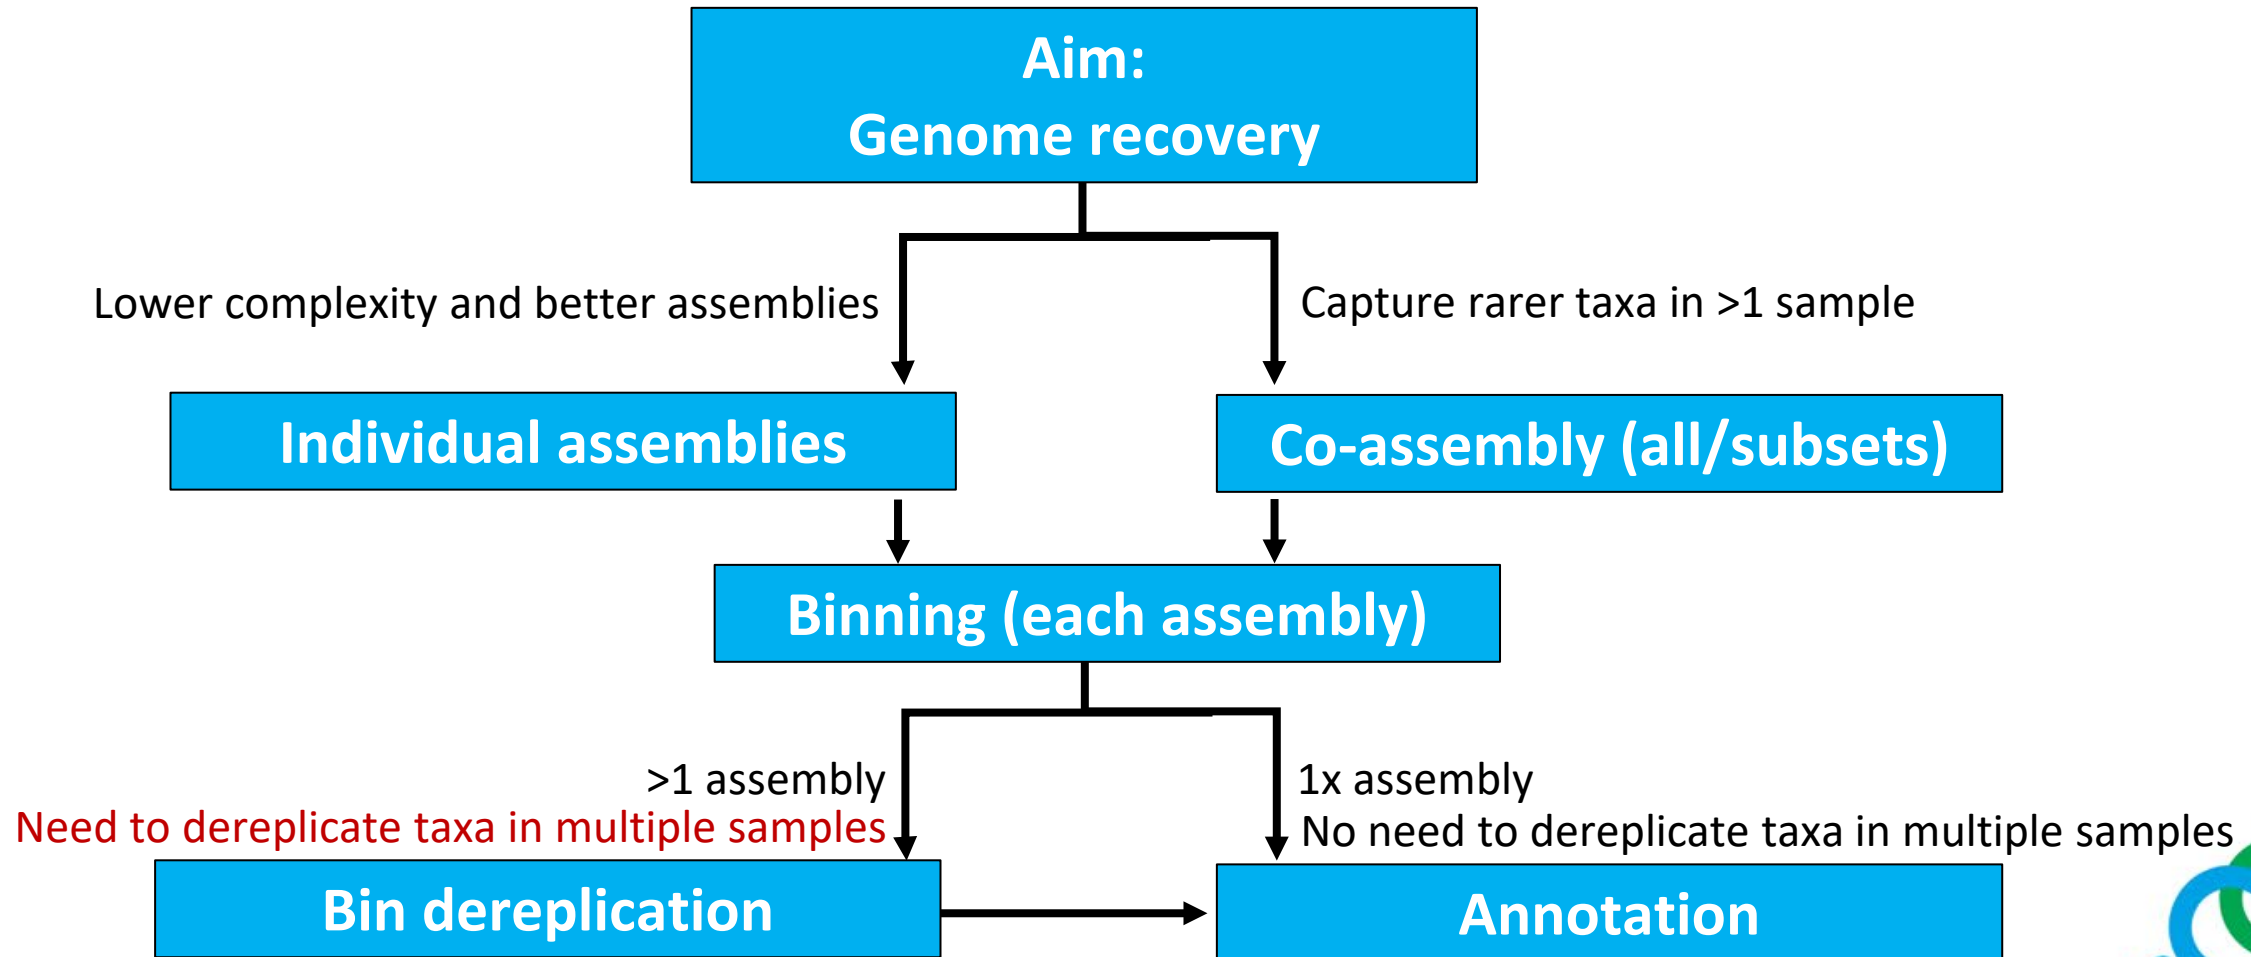 Aim:
Genome recovery
Lower complexity and better assemblies
Capture rarer taxa in >1 sample
Individual assemblies
Co-assembly (all/subsets)
Binning (each assembly)
>1 assembly
Need to dereplicate taxa in multiple samples
1x assembly
No need to dereplicate taxa in multiple samples
Bin dereplication
Annotation